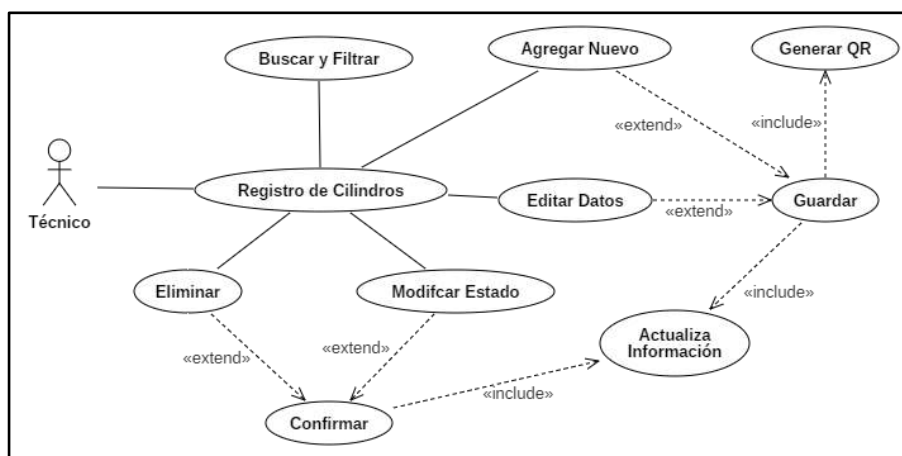 Buscar y Filtrar
Agregar Nuevo
Generar QR
«extend»
«include»
Técnico
Registro de Cilindros
Editar Datos
«extend»
Guardar
Eliminar
Modifcar Estado
«include»
«extend»
«extend»
Actualiza
Información
«include»
Confirmar